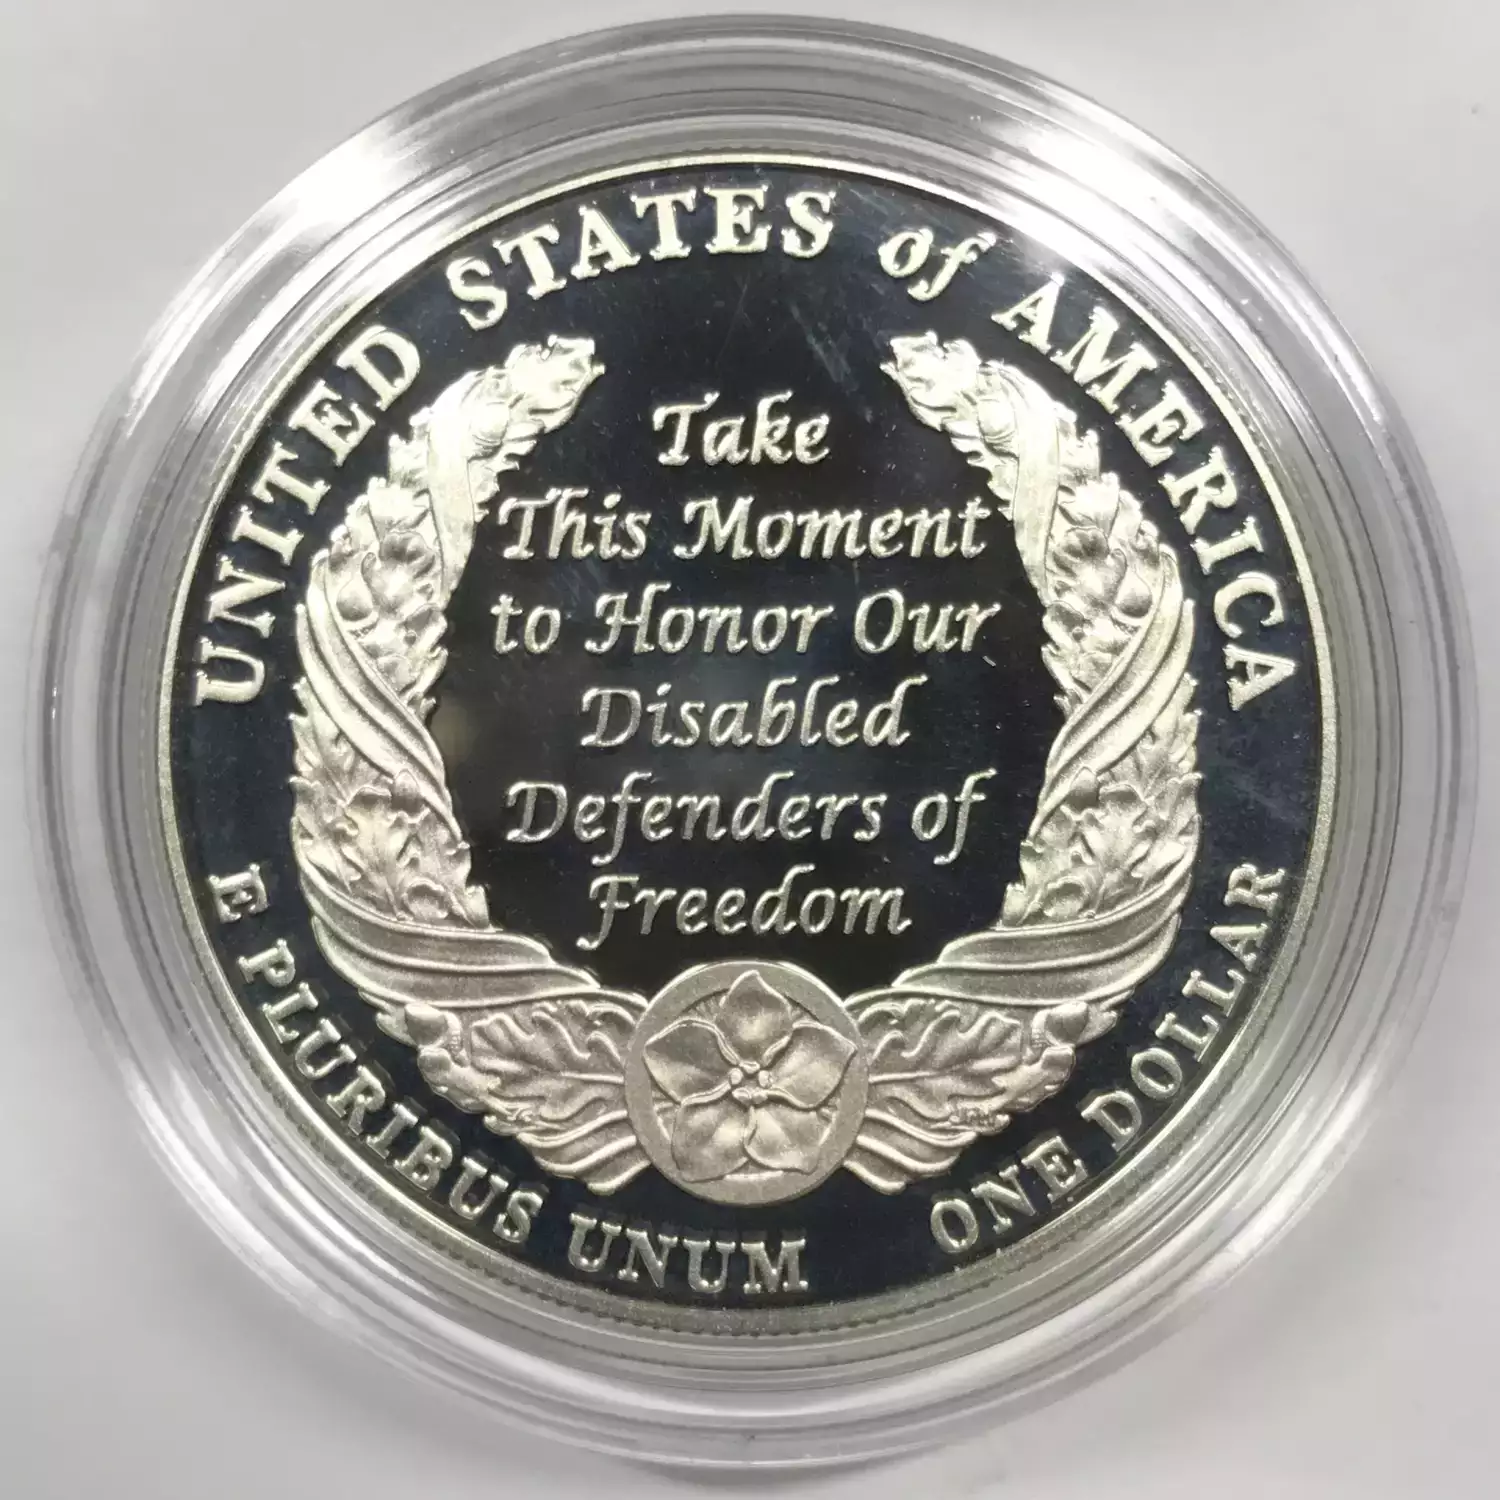 UNITED STATES of AMERICA
Take
This Moment
to Honor Our
Disabled
Defenders of
Freedom
E PLURIBUS UNUM
ONE DOLLAR